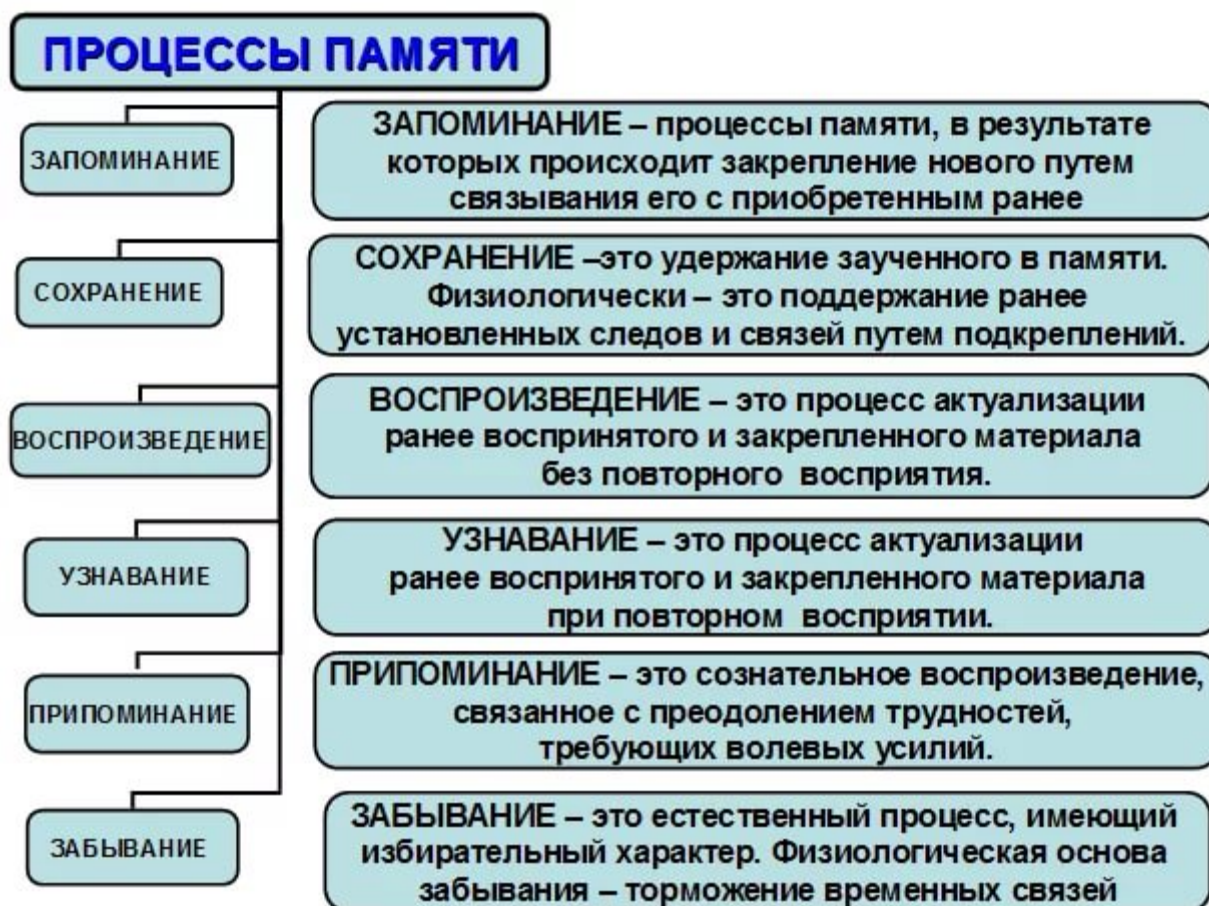 ПРОЦЕССЫ ПАМЯТИ
ЗАПОМИНАНИЕ
ЗАПОМИНАНИЕ – процессы памяти, в результате
которых происходит закрепление нового путем
связывания его с приобретенным ранее
СОХРАНЕНИЕ
СОХРАНЕНИЕ –это удержание заученного в памяти.
Физиологически – это поддержание ранее
установленных следов и связей путем подкреплений.
ВОСПРОИЗВЕДЕНИЕ
ВОСПРОИЗВЕДЕНИЕ – это процесс актуализации
ранее воспринятого и закрепленного материала
без повторного восприятия.
УЗНАВАНИЕ
УЗНАВАНИЕ – это процесс актуализации
ранее воспринятого и закрепленного материала
при повторном восприятии.
ПРИПОМИНАНИЕ
ПРИПОМИНАНИЕ – это сознательное воспроизведение,
связанное с преодолением трудностей,
требующих волевых усилий.
ЗАБЫВАНИЕ
ЗАБЫВАНИЕ – это естественный процесс, имеющий
избирательный характер. Физиологическая основа
забывания – торможение временных связей